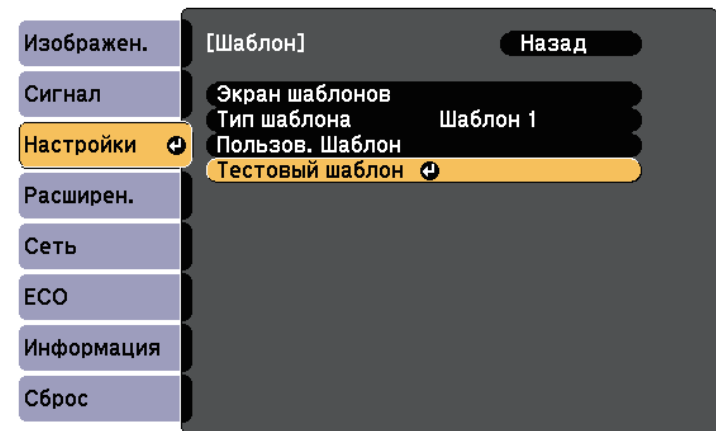 Изображен.
Сигнал
Настройки
Расширен.
Сеть
ECO
Информация
Сброс
[Шаблон] Назад
Экран шаблонов
Тип шаблона Шаблон 1
Пользов. Шаблон
Тестовый шаблон